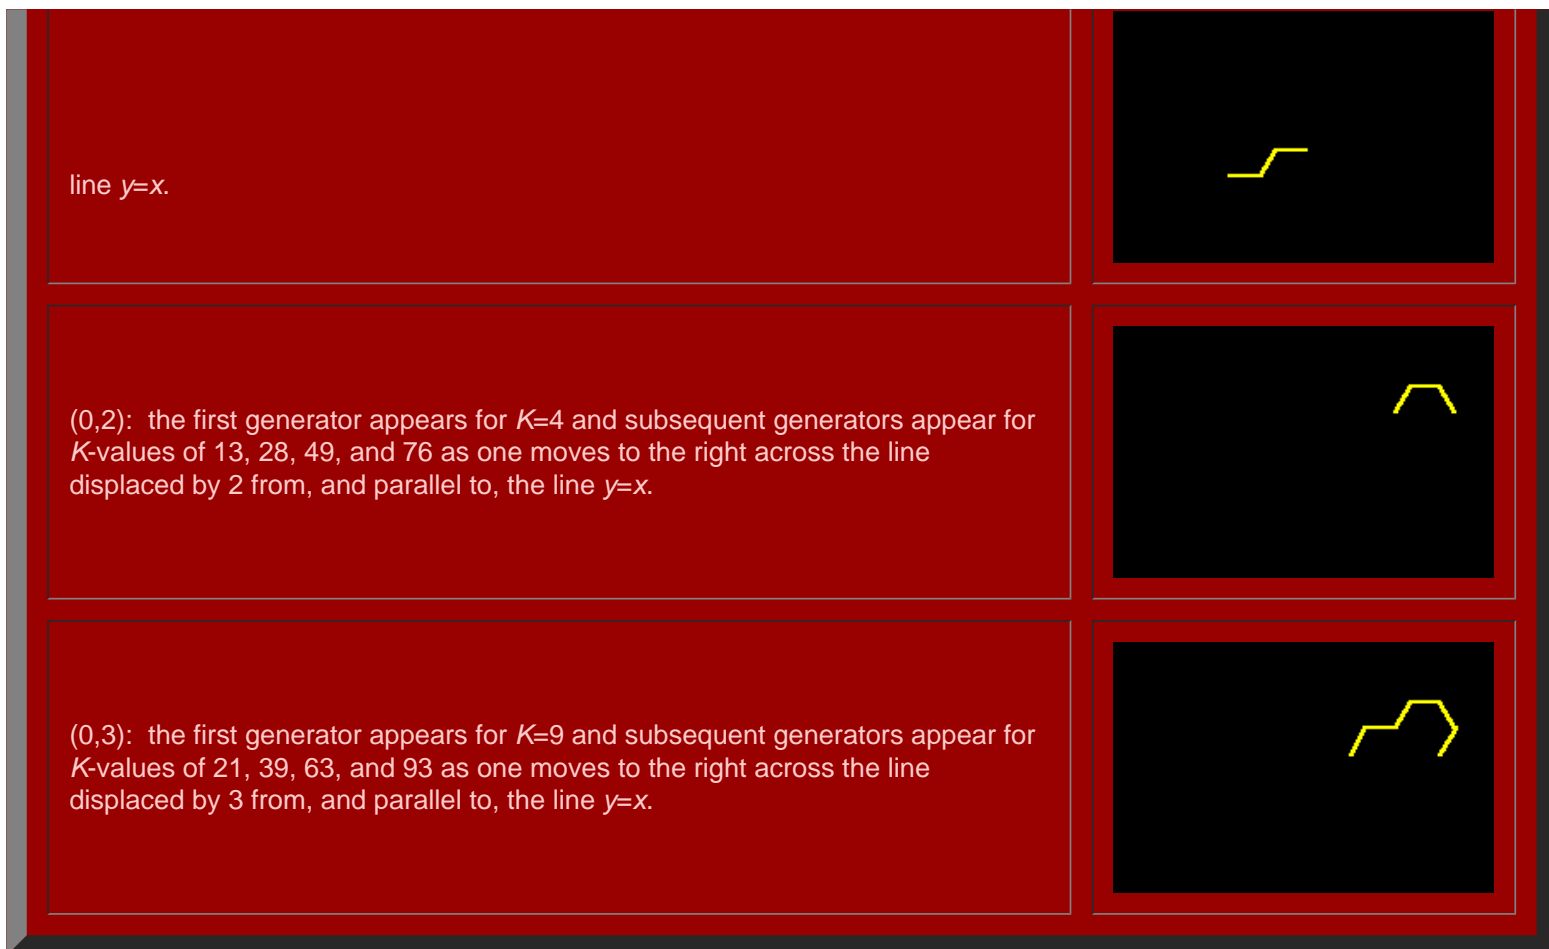 line y=x.
(0,2):  the first generator appears for K=4 and subsequent generators appear for
K-values of 13, 28, 49, and 76 as one moves to the right across the line
displaced by 2 from, and parallel to, the line y=x.
(0,3):  the first generator appears for K=9 and subsequent generators appear for
K-values of 21, 39, 63, and 93 as one moves to the right across the line
displaced by 3 from, and parallel to, the line y=x.